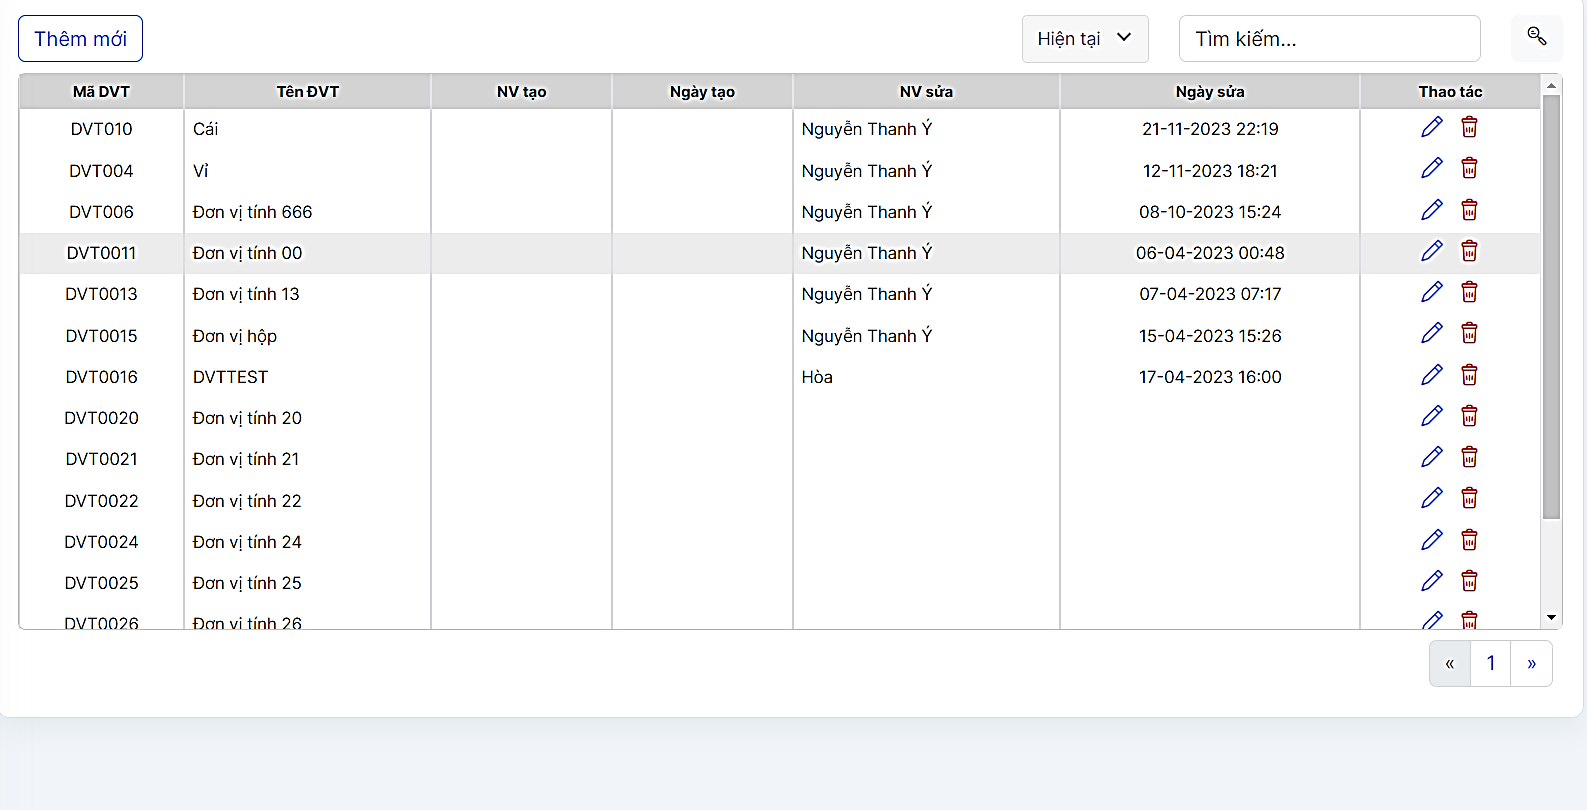 Thêm mới Hiện tại Tìm kiếm...
Mã DVT Tên ĐVT NV tạo Ngày tạo NV sửa Ngày sửa Thao tác
DVT010 Cái Nguyễn Thanh Ý 21-11-2023 22:19
DVT004 Vỉ Nguyễn Thanh Ý 12-11-2023 18:21
DVT006 Đơn vị tính 666 Nguyễn Thanh Ý 08-10-2023 15:24
DVT0011 Đơn vị tính 00 Nguyễn Thanh Ý 06-04-2023 00:48
DVT0013 Đơn vị tính 13 Nguyễn Thanh Ý 07-04-2023 07:17
DVT0015 Đơn vị hộp Nguyễn Thanh Ý 15-04-2023 15:26
DVT0016 DVTTEST Hòa 17-04-2023 16:00
DVT0020 Đơn vị tính 20
DVT0021 Đơn vị tính 21
DVT0022 Đơn vị tính 22
DVT0024 Đơn vị tính 24
DVT0025 Đơn vị tính 25
DVT0026 Đơn vị tính 26
« 1 »